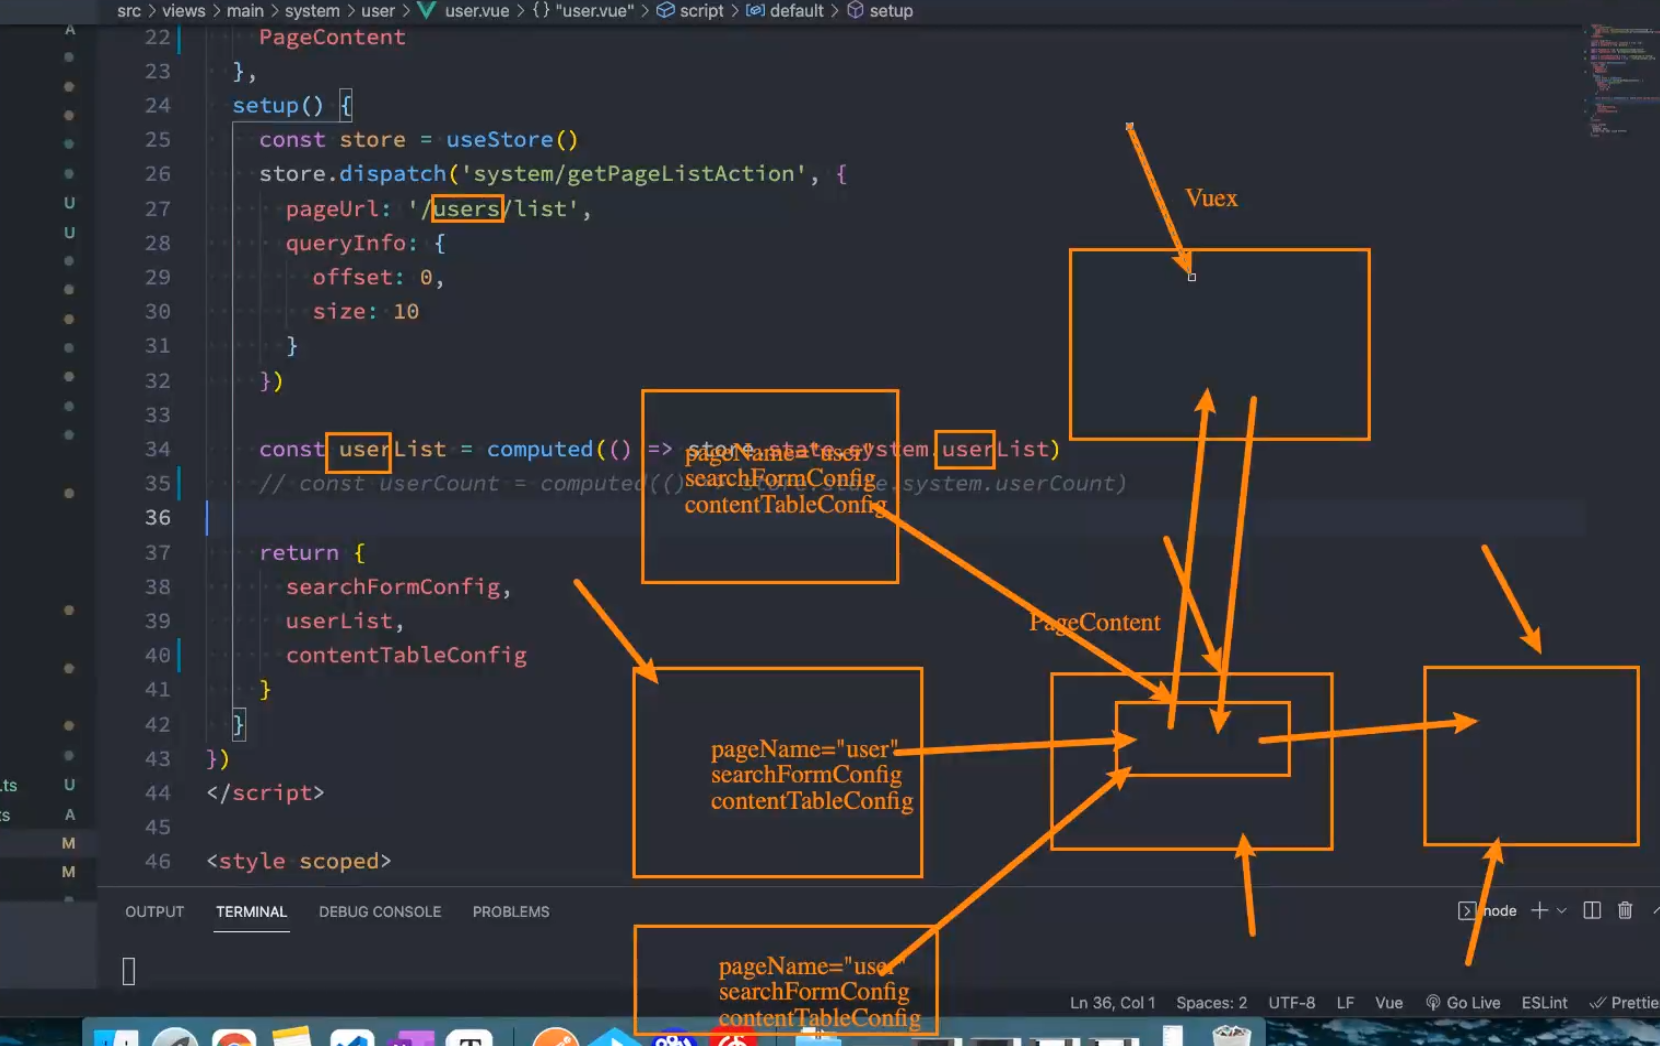 src > views > main > system > user > user.vue > {} "user.vue" > script > default > setup
A
22 PageContent
23 },
24 setup() {
25 const store = useStore()
26 store.dispatch('system/getPageListAction', {
Vuex
U
27 pageUrl: '/users/list',
U
28 queryInfo: {
29 offset: 0,
30 size: 10
31 }
32 })
33
34 const userList = computed(() => store.state.system.userList)
35 // const userCount = computed(() => store.state.system.userCount)
pageName="user"
searchFormConfig
contentTableConfig
36
37 return {
38 searchFormConfig,
39 userList,
PageContent
40 contentTableConfig
41 }
42 }
43 })
pageName="user"
searchFormConfig
contentTableConfig
.ts U
44 </script>
s A
45
M
46 <style scoped>
M
OUTPUT TERMINAL DEBUG CONSOLE PROBLEMS
node
pageName="user"
searchFormConfig
contentTableConfig
Ln 36, Col 1 Spaces: 2 UTF-8 LF Vue Go Live ESLint Prettie
T